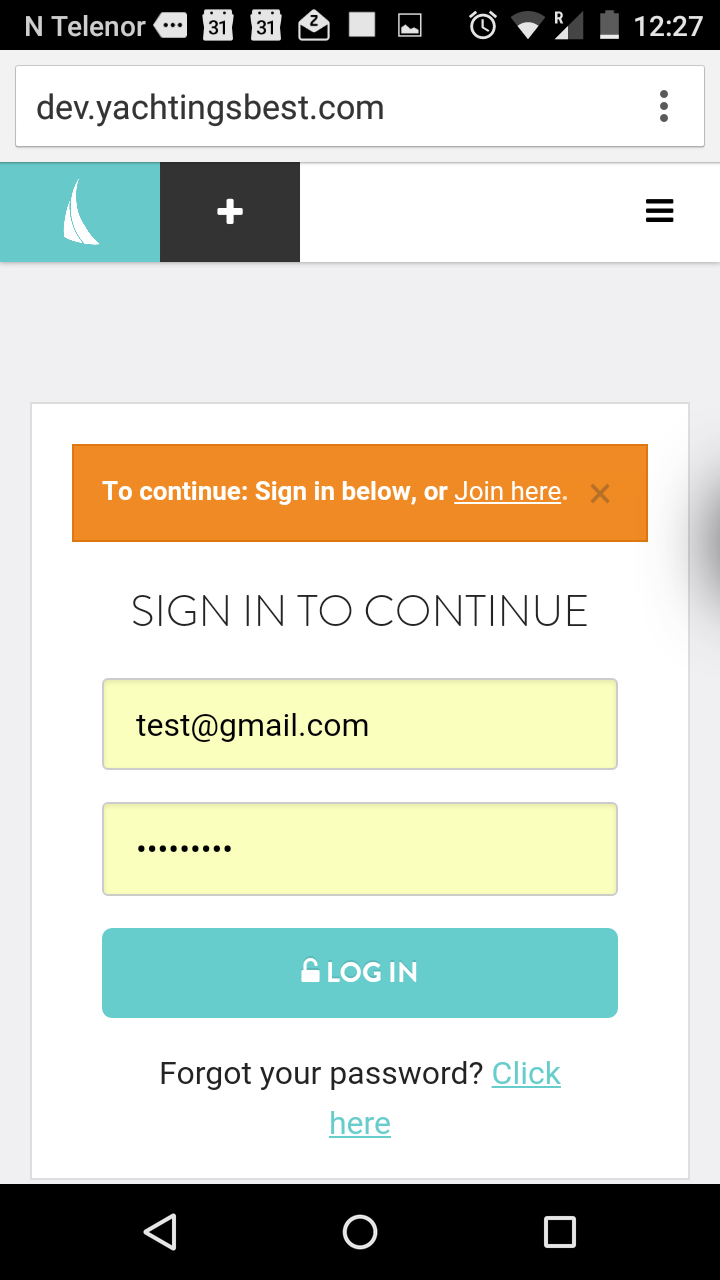 N Telenor 31 31 Z R 12:27
dev.yachtingsbest.com
To continue: Sign in below, or Join here. ×
SIGN IN TO CONTINUE
test@gmail.com
•••••••••
LOG IN
Forgot your password? Click
here